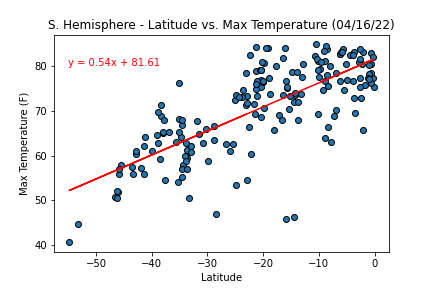 S. Hemisphere - Latitude vs. Max Temperature (04/16/22)
y = 0.54x + 81.61
Max Temperature (F)
80
70
60
50
40
−50
−40
−30
−20
−10
0
Latitude